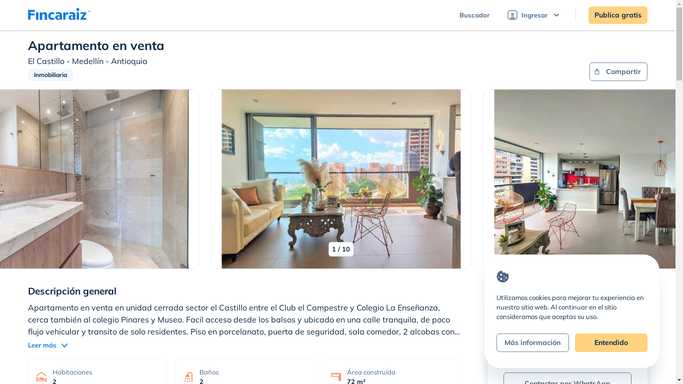 Fincaraiz
Buscador
Ingresar
Publica gratis
Apartamento en venta
El Castillo - Medellín - Antioquia
Inmobiliaria
Compartir
1 / 10
Descripción general
Apartamento en venta en unidad cerrada sector el Castillo entre el Club el Campestre y Colegio La Enseñanza,
cerca también al colegio Pinares y Museo. Facil acceso desde los balsos y ubicado en una calle tranquila, de poco
flujo vehicular y transito de solo residentes. Piso en porcelanato, puerta de seguridad, sala comedor, 2 alcobas con...
Leer más
Habitaciones
2
Baños
2
Área construida
72 m²
Utilizamos cookies para mejorar tu experiencia en
nuestro sitio web. Al continuar en el sitio
consideramos que aceptas su uso.
Más información
Entendido
Contactar por WhatsApp